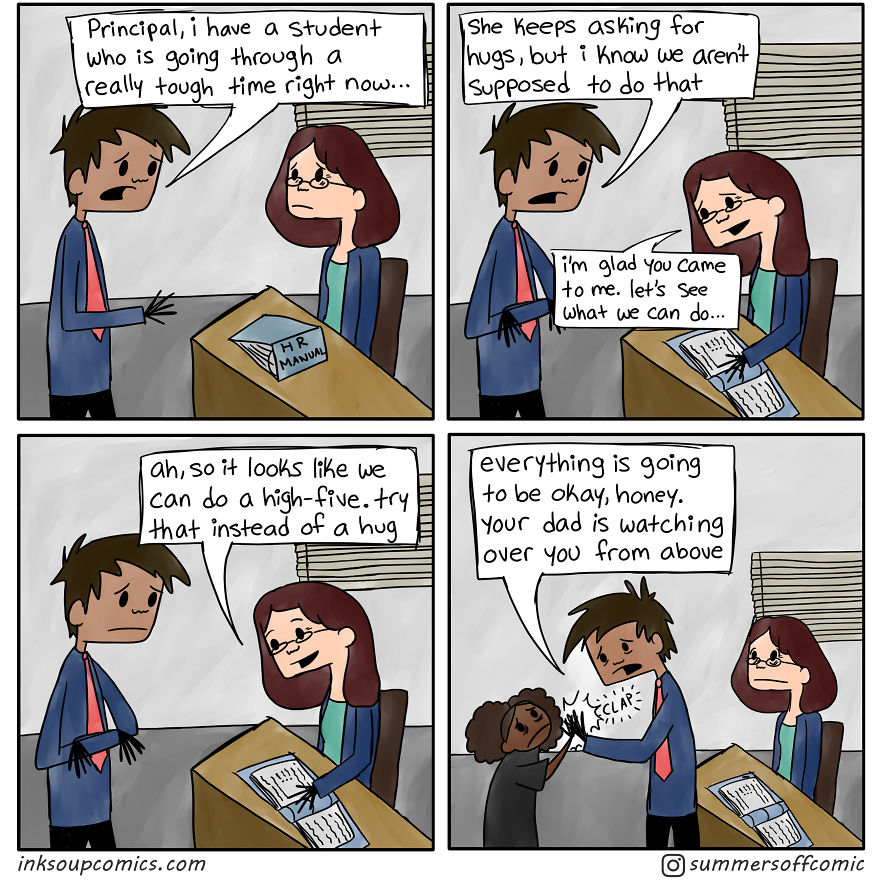 Principal, i have a student
who is going through a
really tough time right now...
HR
MANUAL
She keeps asking for
hugs, but i know we aren't
supposed to do that
i'm glad you came
to me. let's see
what we can do...
ah, so it looks like we
can do a high-five. try
that instead of a hug
everything is going
to be okay, honey.
your dad is watching
over you from above
CLAP
inksoupcomics.com
summersoffcomic